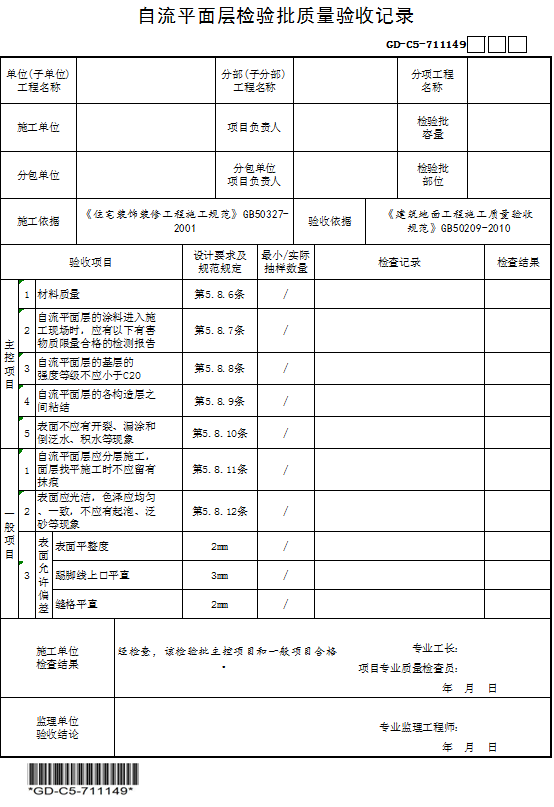 自流平面层检验批质量验收记录
GD-C5-711149
单位(子单位)
工程名称
分部(子分部)
工程名称
分项工程
名称
施工单位
项目负责人
检验批
容量
分包单位
分包单位
项目负责人
检验批
部位
施工依据
《住宅装饰装修工程施工规范》GB50327-
2001
验收依据
《建筑地面工程施工质量验收
规范》GB50209-2010
验收项目
设计要求及
规范规定
最小/实际
抽样数量
检查记录
检查结果
主控项目
1
材料质量
第5.8.6条
/
2
自流平面层的涂料进入施
工现场时，应有以下有害
物质限量合格的检测报告
第5.8.7条
/
3
自流平面层的基层的
强度等级不应小于C20
第5.8.8条
/
4
自流平面层的各构造层之
间粘结
第5.8.9条
/
5
表面不应有开裂、漏涂和
倒泛水、积水等现象
第5.8.10条
/
一般项目
1
自流平面层应分层施工，
面层找平施工时不应留有
抹痕
第5.8.11条
/
2
表面应光洁，色泽应均匀
、一致，不应有起泡、泛
砂等现象
第5.8.12条
/
3
表面允许偏差
表面平整度
2mm
/
踢脚线上口平直
3mm
/
缝格平直
2mm
/
施工单位
检查结果
经检查，该检验批主控项目和一般项目合格
。
专业工长：
项目专业质量检查员：
年 月 日
监理单位
验收结论
专业监理工程师：
年 月 日
*GD-C5-711149*